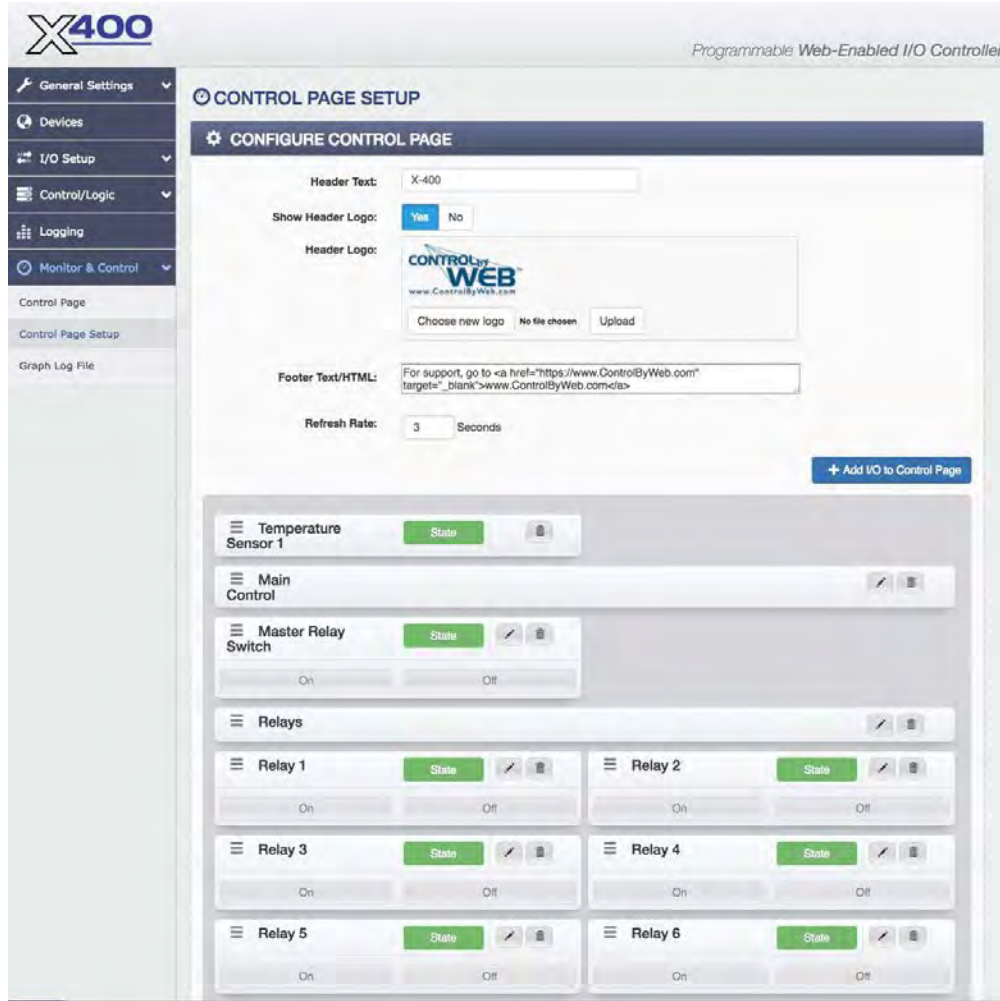 X400
Programmable Web-Enabled I/O Controller
General Settings
Devices
I/O Setup
Control/Logic
Logging
Monitor & Control
Control Page
Control Page Setup
Graph Log File
CONTROL PAGE SETUP
CONFIGURE CONTROL PAGE
Header Text: X-400
Show Header Logo: Yes No
Header Logo:
CONTROL by
WEB™
www.ControlByWeb.com
Choose new logo No file chosen Upload
Footer Text/HTML: For support, go to <a href="https://www.ControlByWeb.com"
target="_blank">www.ControlByWeb.com</a>
Refresh Rate: 3 Seconds
+ Add I/O to Control Page
Temperature State
Sensor 1
Main
Control
Master Relay State
Switch
On Off
Relays
Relay 1 State Relay 2 State
On Off On Off
Relay 3 State Relay 4 State
On Off On Off
Relay 5 State Relay 6 State
On Off On Off